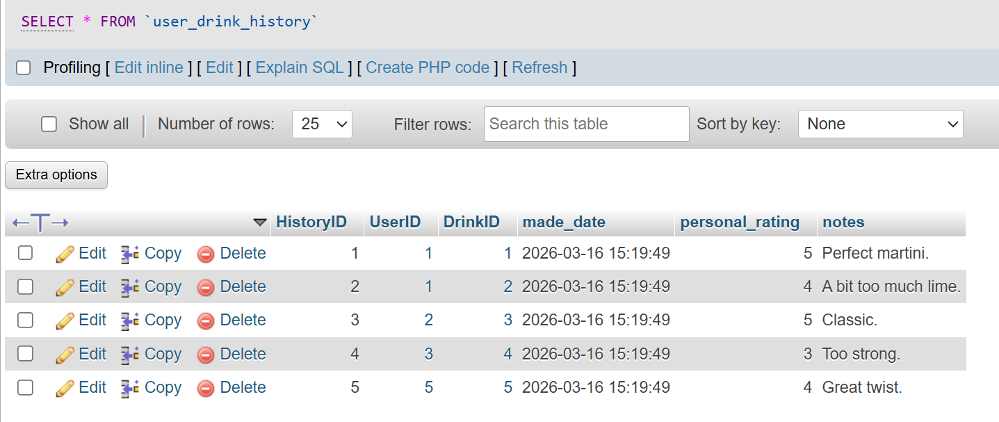 SELECT * FROM `user_drink_history`
Profiling [ Edit inline ] [ Edit ] [ Explain SQL ] [ Create PHP code ] [ Refresh ]
Show all Number of rows: 25 Filter rows: Search this table Sort by key: None
Extra options
HistoryID UserID DrinkID made_date personal_rating notes
Edit Copy Delete 1 1 1 2026-03-16 15:19:49 5 Perfect martini.
Edit Copy Delete 2 1 2 2026-03-16 15:19:49 4 A bit too much lime.
Edit Copy Delete 3 2 3 2026-03-16 15:19:49 5 Classic.
Edit Copy Delete 4 3 4 2026-03-16 15:19:49 3 Too strong.
Edit Copy Delete 5 5 5 2026-03-16 15:19:49 4 Great twist.